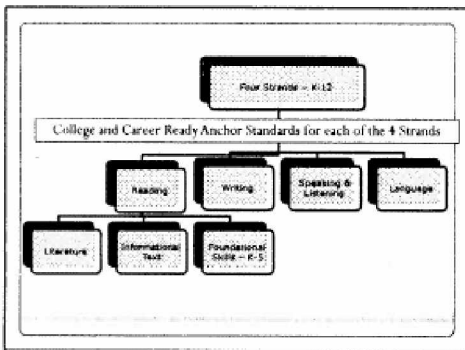 Four Strands – K-12
College and Career Ready Anchor Standards for each of the 4 Strands
Reading
Writing
Speaking &
Listening
Language
Literature
Informational
Text
Foundational
Skills – K-5